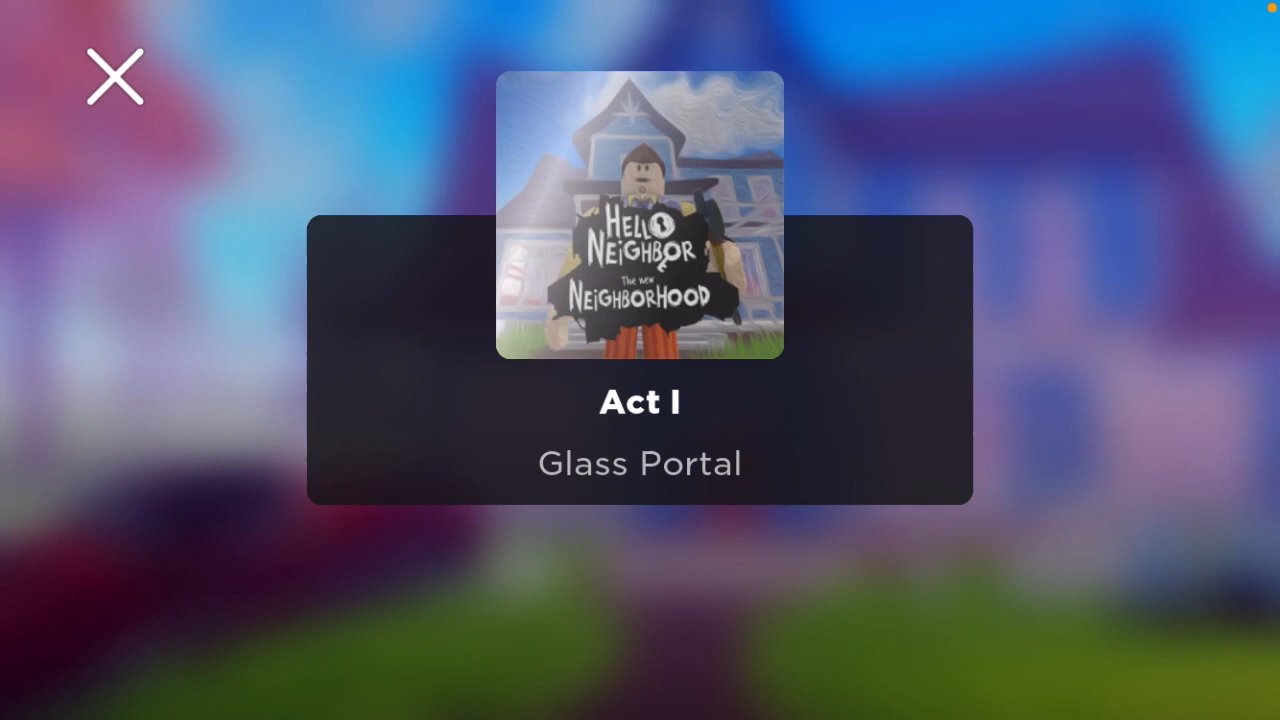 HELLO
NEiGHBOR
The new
NEiGHBORHOOD
Act I
Glass Portal